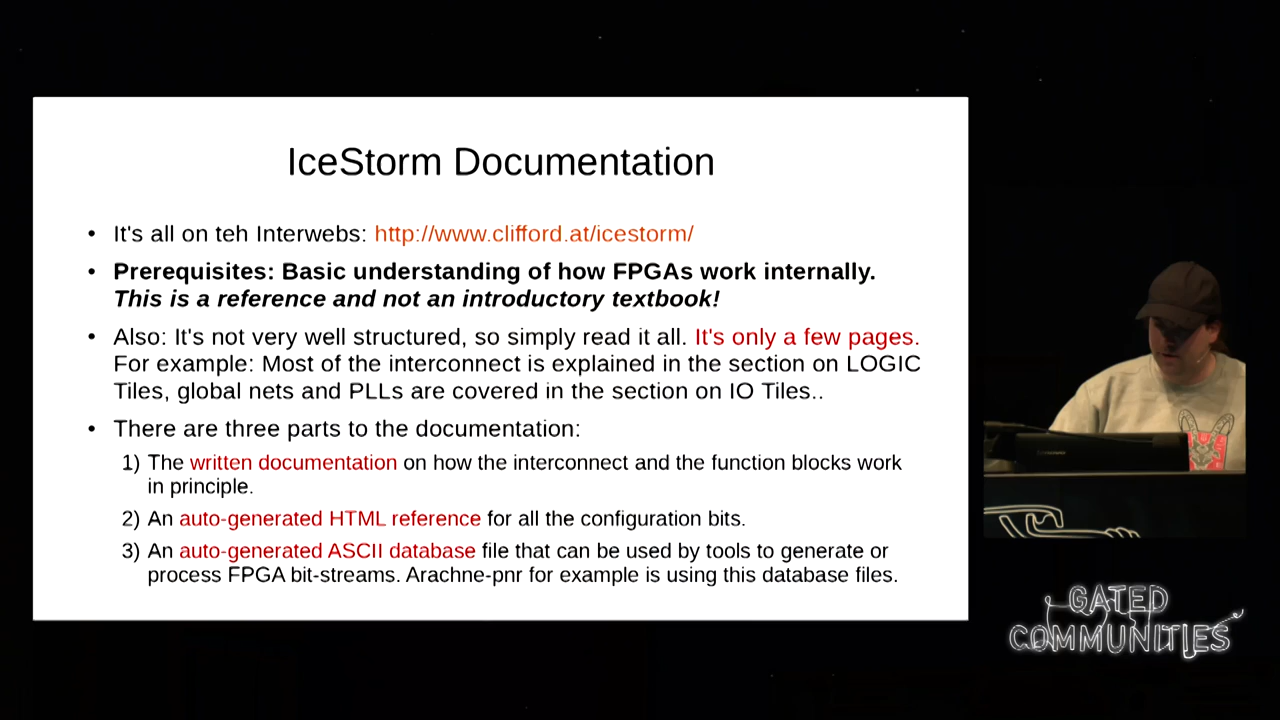 IceStorm Documentation
• It's all on teh Interwebs: http://www.clifford.at/icestorm/
• Prerequisites: Basic understanding of how FPGAs work internally.
This is a reference and not an introductory textbook!
• Also: It's not very well structured, so simply read it all. It's only a few pages.
For example: Most of the interconnect is explained in the section on LOGIC
Tiles, global nets and PLLs are covered in the section on IO Tiles..
• There are three parts to the documentation:
1) The written documentation on how the interconnect and the function blocks work
in principle.
2) An auto-generated HTML reference for all the configuration bits.
3) An auto-generated ASCII database file that can be used by tools to generate or
process FPGA bit-streams. Arachne-pnr for example is using this database files.
GATED
COMMUNITIES